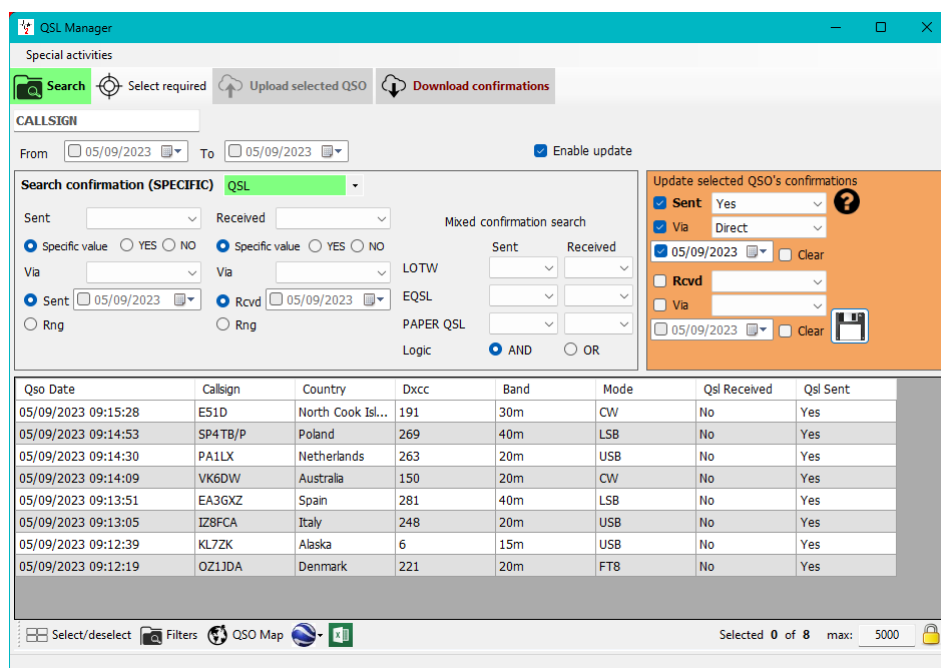 QSL Manager
Special activities
Search Select required Upload selected QSO Download confirmations
CALLSIGN
From 05/09/2023 To 05/09/2023 Enable update
Search confirmation (SPECIFIC) QSL
Sent Received
Specific value YES NO Specific value YES NO
Via Via
Sent 05/09/2023 Rcvd 05/09/2023
Rng Rng
Mixed confirmation search
Sent Received
LOTW
EQSL
PAPER QSL
Logic AND OR
Update selected QSO's confirmations
Sent Yes ?
Via Direct
05/09/2023 Clear
Rcvd
Via
05/09/2023 Clear
Qso Date Callsign Country Dxcc Band Mode Qsl Received Qsl Sent
05/09/2023 09:15:28 E51D North Cook Isl... 191 30m CW No Yes
05/09/2023 09:14:53 SP4TB/P Poland 269 40m LSB No Yes
05/09/2023 09:14:30 PA1LX Netherlands 263 20m USB No Yes
05/09/2023 09:14:09 VK6DW Australia 150 20m CW No Yes
05/09/2023 09:13:51 EA3GXZ Spain 281 40m LSB No Yes
05/09/2023 09:13:05 IZ8FCA Italy 248 20m USB No Yes
05/09/2023 09:12:39 KL7ZK Alaska 6 15m USB No Yes
05/09/2023 09:12:19 OZ1JDA Denmark 221 20m FT8 No Yes
Select/deselect Filters QSO Map Selected 0 of 8 max: 5000